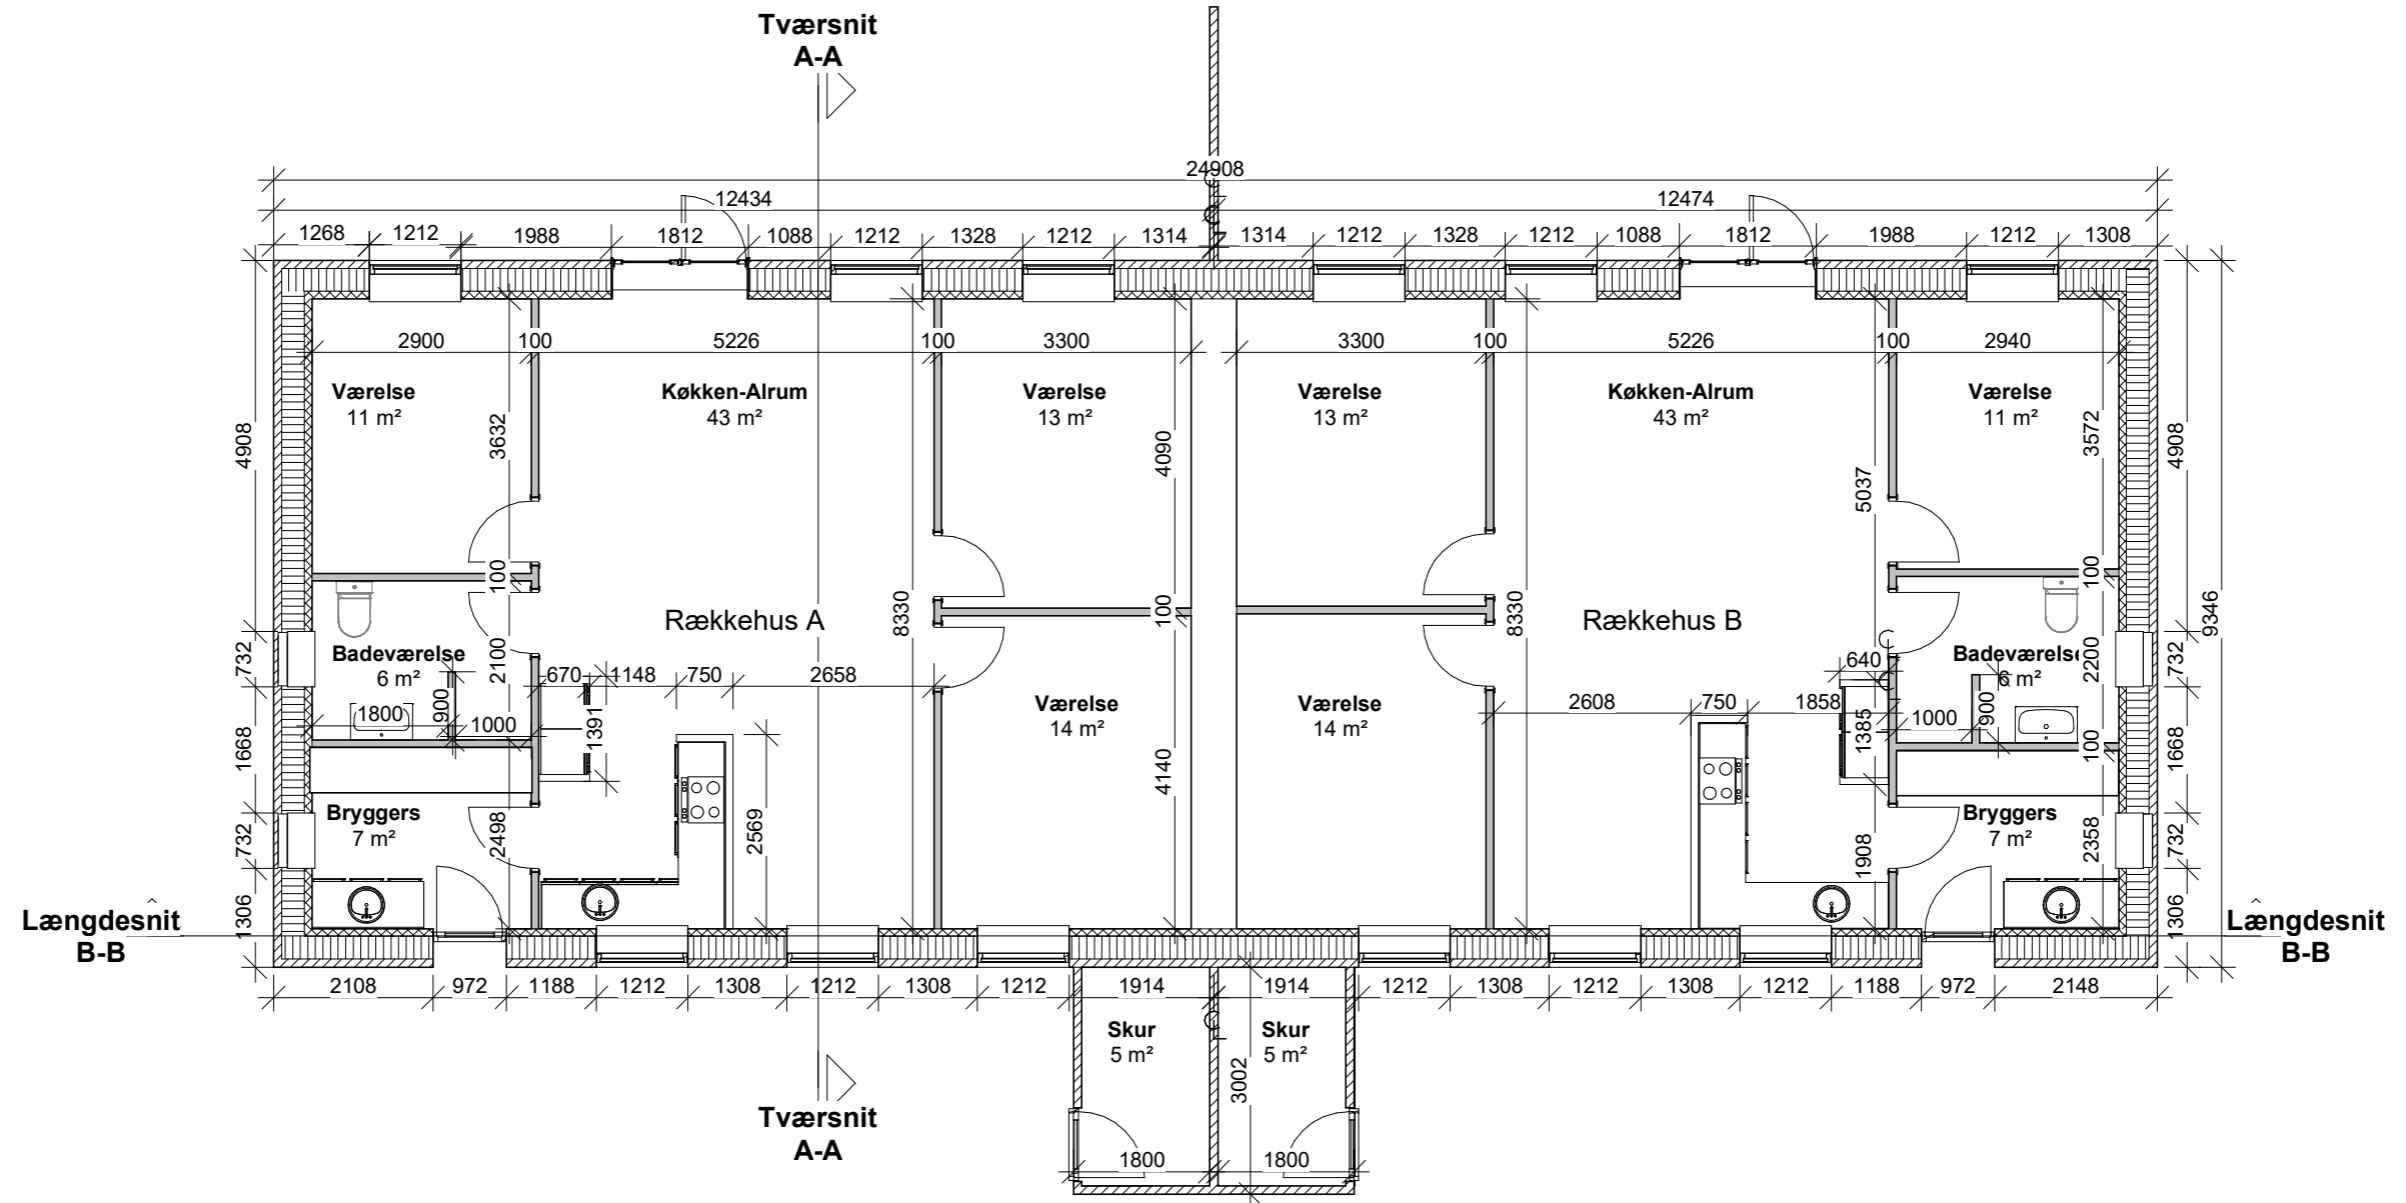 Tværsnit
A-A
24908
12434
12474
1268
1212
1988
1812
1088
1212
1328
1212
1314
1314
1212
1328
1212
1088
1812
1988
1212
1308
2900
100
5226
100
3300
3300
100
5226
100
2940
Værelse
11 m²
Køkken-Alrum
43 m²
Værelse
13 m²
Værelse
13 m²
Køkken-Alrum
43 m²
Værelse
11 m²
4908
3632
4090
5037
3572
4908
100
100
100
9346
Rækkehus A
8330
8330
Rækkehus B
732
Badeværelse
6 m²
2100
670
1148
750
2658
640
Badeværelse
6 m²
2200
732
1800
900
1000
1391
Værelse
14 m²
Værelse
14 m²
2608
750
1858
1385
1000
900
100
1668
1668
4140
Bryggers
7 m²
732
2498
2569
1908
Bryggers
7 m²
2358
732
1306
1306
Længdesnit
B-B
Længdesnit
B-B
2108
972
1188
1212
1308
1212
1308
1212
1914
1914
1212
1308
1212
1308
1212
1188
972
2148
Skur
5 m²
Skur
5 m²
3002
1800
1800
Tværsnit
A-A